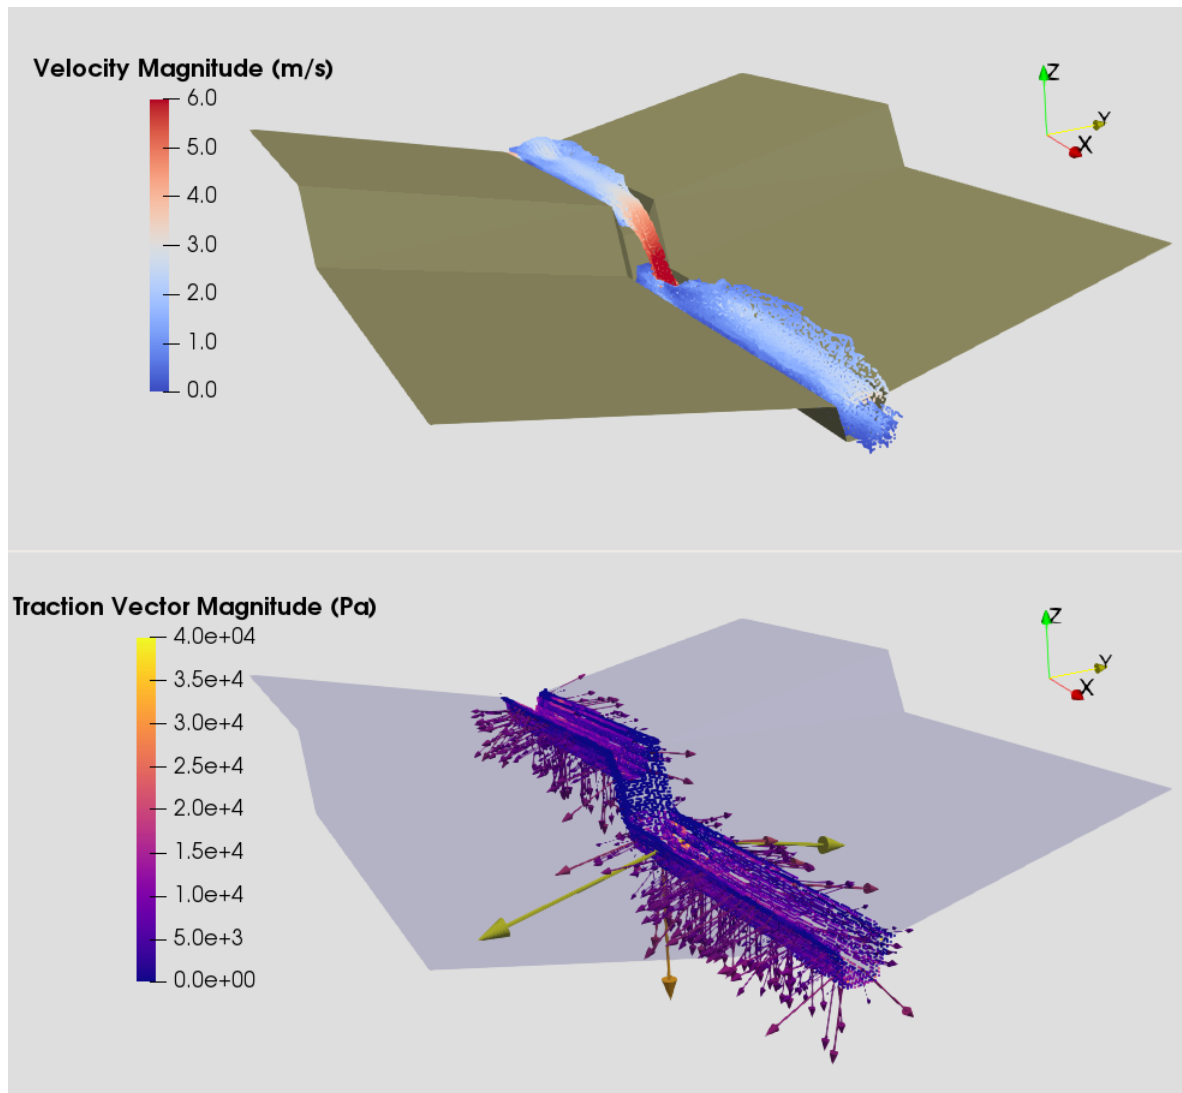 Velocity Magnitude (m/s)
6.0
5.0
4.0
3.0
2.0
1.0
0.0
Z
Y
X
Traction Vector Magnitude (Pa)
4.0e+04
3.5e+4
3.0e+4
2.5e+4
2.0e+4
1.5e+4
1.0e+4
5.0e+3
0.0e+00
Z
Y
X